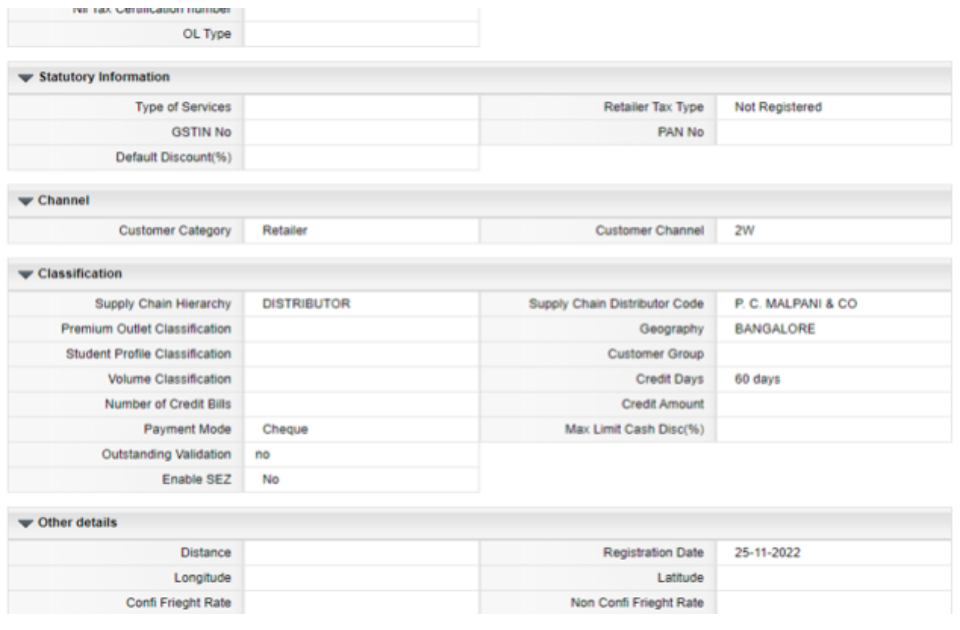 Nil Tax Certification number
OL Type
Statutory Information
Type of Services Retailer Tax Type Not Registered
GSTIN No PAN No
Default Discount(%)
Channel
Customer Category Retailer Customer Channel 2W
Classification
Supply Chain Hierarchy DISTRIBUTOR Supply Chain Distributor Code P. C. MALPANI & CO
Premium Outlet Classification Geography BANGALORE
Student Profile Classification Customer Group
Volume Classification Credit Days 60 days
Number of Credit Bills Credit Amount
Payment Mode Cheque Max Limit Cash Disc(%)
Outstanding Validation no
Enable SEZ No
Other details
Distance Registration Date 25-11-2022
Longitude Latitude
Confi Frieght Rate Non Confi Frieght Rate